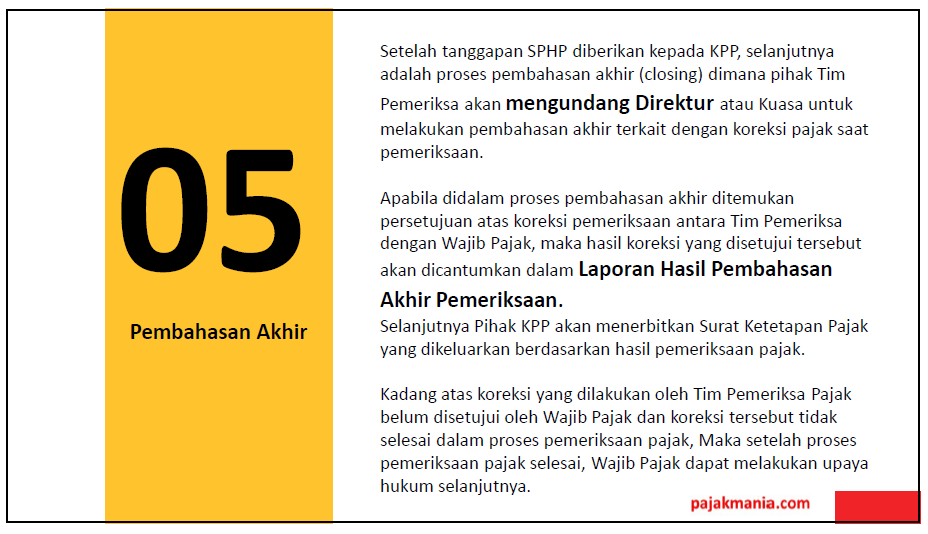 05
Pembahasan Akhir
Setelah tanggapan SPHP diberikan kepada KPP, selanjutnya
adalah proses pembahasan akhir (closing) dimana pihak Tim
Pemeriksa akan mengundang Direktur atau Kuasa untuk
melakukan pembahasan akhir terkait dengan koreksi pajak saat
pemeriksaan.
Apabila didalam proses pembahasan akhir ditemukan
persetujuan atas koreksi pemeriksaan antara Tim Pemeriksa
dengan Wajib Pajak, maka hasil koreksi yang disetujui tersebut
akan dicantumkan dalam Laporan Hasil Pembahasan
Akhir Pemeriksaan.
Selanjutnya Pihak KPP akan menerbitkan Surat Ketetapan Pajak
yang dikeluarkan berdasarkan hasil pemeriksaan pajak.
Kadang atas koreksi yang dilakukan oleh Tim Pemeriksa Pajak
belum disetujui oleh Wajib Pajak dan koreksi tersebut tidak
selesai dalam proses pemeriksaan pajak, Maka setelah proses
pemeriksaan pajak selesai, Wajib Pajak dapat melakukan upaya
hukum selanjutnya.
pajakmania.com